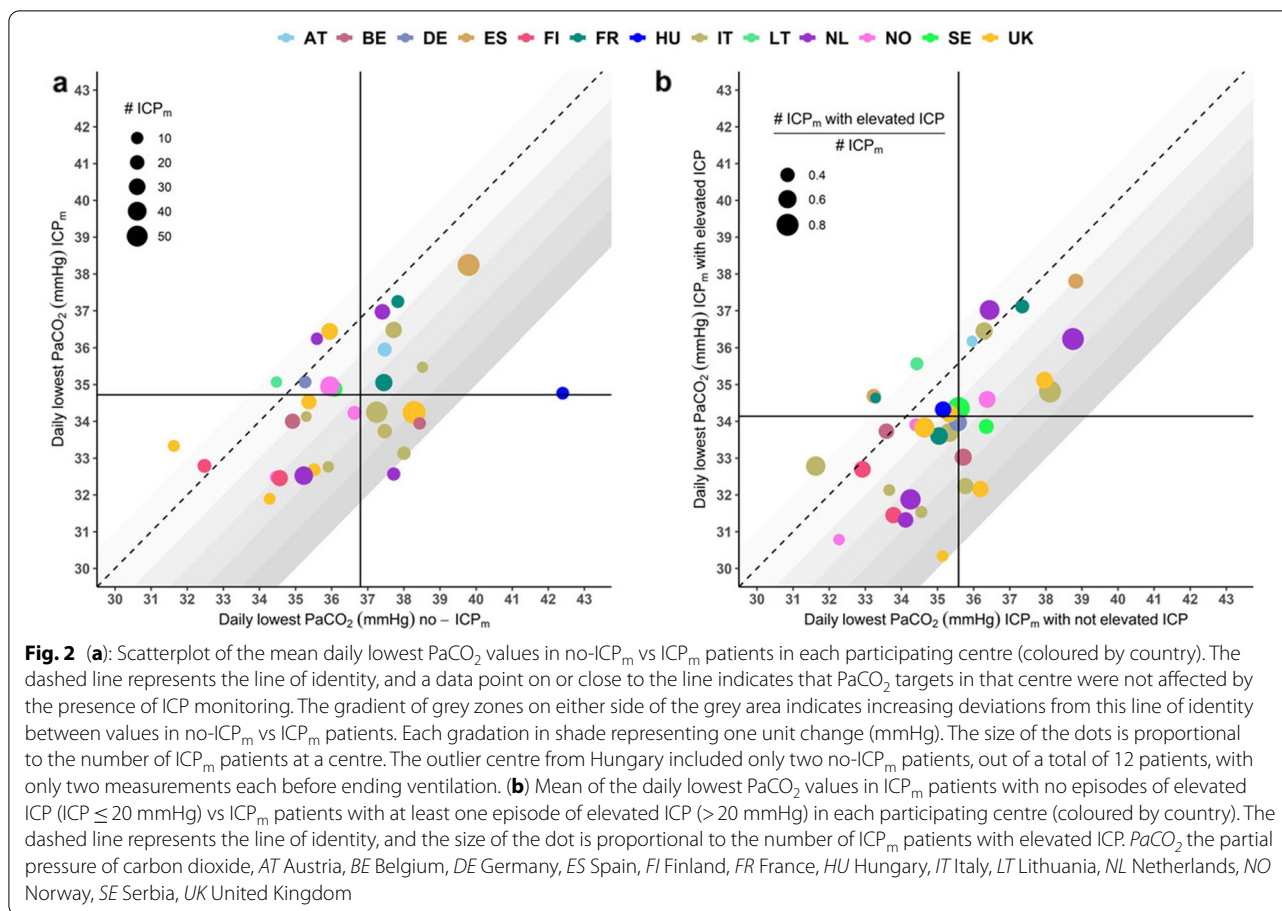 AT BE DE ES FI FR HU IT LT NL NO SE UK
a
# ICPm
10
20
30
40
50
Daily lowest PaCO2 (mmHg) ICPm
43
42
41
40
39
38
37
36
35
34
33
32
31
30
30 31 32 33 34 35 36 37 38 39 40 41 42 43
Daily lowest PaCO2 (mmHg) no – ICPm
b
# ICPm with elevated ICP
# ICPm
0.4
0.6
0.8
Daily lowest PaCO2 (mmHg) ICPm with elevated ICP
43
42
41
40
39
38
37
36
35
34
33
32
31
30
30 31 32 33 34 35 36 37 38 39 40 41 42 43
Daily lowest PaCO2 (mmHg) ICPm with not elevated ICP
Fig. 2 (a): Scatterplot of the mean daily lowest PaCO2 values in no-ICPm vs ICPm patients in each participating centre (coloured by country). The
dashed line represents the line of identity, and a data point on or close to the line indicates that PaCO2 targets in that centre were not affected by
the presence of ICP monitoring. The gradient of grey zones on either side of the grey area indicates increasing deviations from this line of identity
between values in no-ICPm vs ICPm patients. Each gradation in shade representing one unit change (mmHg). The size of the dots is proportional
to the number of ICPm patients at a centre. The outlier centre from Hungary included only two no-ICPm patients, out of a total of 12 patients, with
only two measurements each before ending ventilation. (b) Mean of the daily lowest PaCO2 values in ICPm patients with no episodes of elevated
ICP (ICP ≤ 20 mmHg) vs ICPm patients with at least one episode of elevated ICP (> 20 mmHg) in each participating centre (coloured by country). The
dashed line represents the line of identity, and the size of the dot is proportional to the number of ICPm patients with elevated ICP. PaCO2 the partial
pressure of carbon dioxide, AT Austria, BE Belgium, DE Germany, ES Spain, FI Finland, FR France, HU Hungary, IT Italy, LT Lithuania, NL Netherlands, NO
Norway, SE Serbia, UK United Kingdom